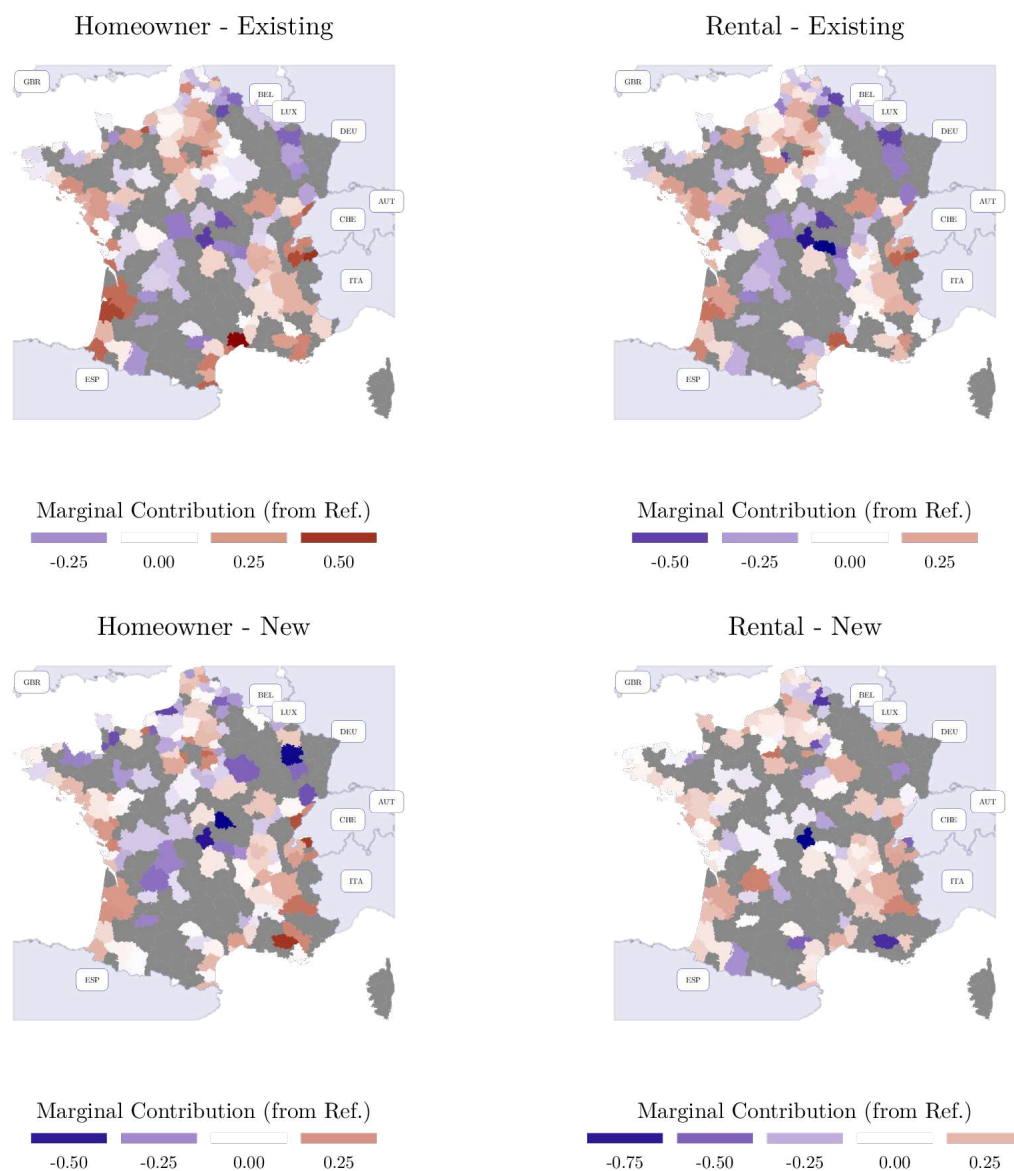 Homeowner - Existing
Rental - Existing
GBR
BEL
LUX
DEU
AUT
CHE
ITA
ESP
GBR
BEL
LUX
DEU
AUT
CHE
ITA
ESP
Marginal Contribution (from Ref.)
-0.25 0.00 0.25 0.50
Marginal Contribution (from Ref.)
-0.50 -0.25 0.00 0.25
Homeowner - New
Rental - New
GBR
BEL
LUX
DEU
AUT
CHE
ITA
ESP
GBR
BEL
LUX
DEU
AUT
CHE
ITA
ESP
Marginal Contribution (from Ref.)
-0.50 -0.25 0.00 0.25
Marginal Contribution (from Ref.)
-0.75 -0.50 -0.25 0.00 0.25